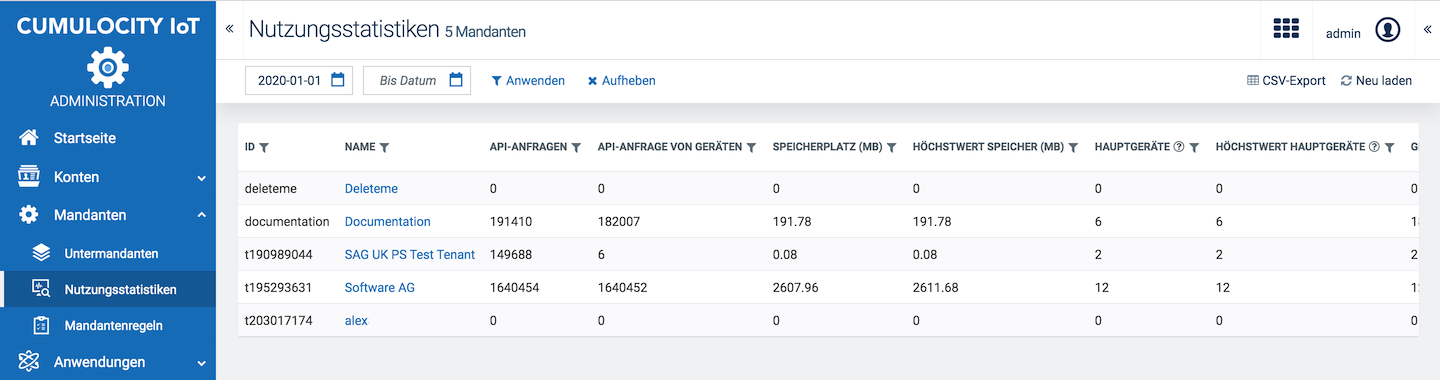 CUMULOCITY IoT
ADMINISTRATION
Startseite
Konten
Mandanten
Untermandanten
Nutzungsstatistiken
Mandantenregeln
Anwendungen
Nutzungsstatistiken 5 Mandanten
admin
2020-01-01 Bis Datum Anwenden Aufheben CSV-Export Neu laden
ID NAME API-ANFRAGEN API-ANFRAGE VON GERÄTEN SPEICHERPLATZ (MB) HÖCHSTWERT SPEICHER (MB) HAUPTGERÄTE HÖCHSTWERT HAUPTGERÄTE
deleteme Deleteme 0 0 0 0 0 0 0
documentation Documentation 191410 182007 191.78 191.78 6 6
t190989044 SAG UK PS Test Tenant 149688 6 0.08 0.08 2 2 2
t195293631 Software AG 1640454 1640452 2607.96 2611.68 12 12
t203017174 alex 0 0 0 0 0 0 0